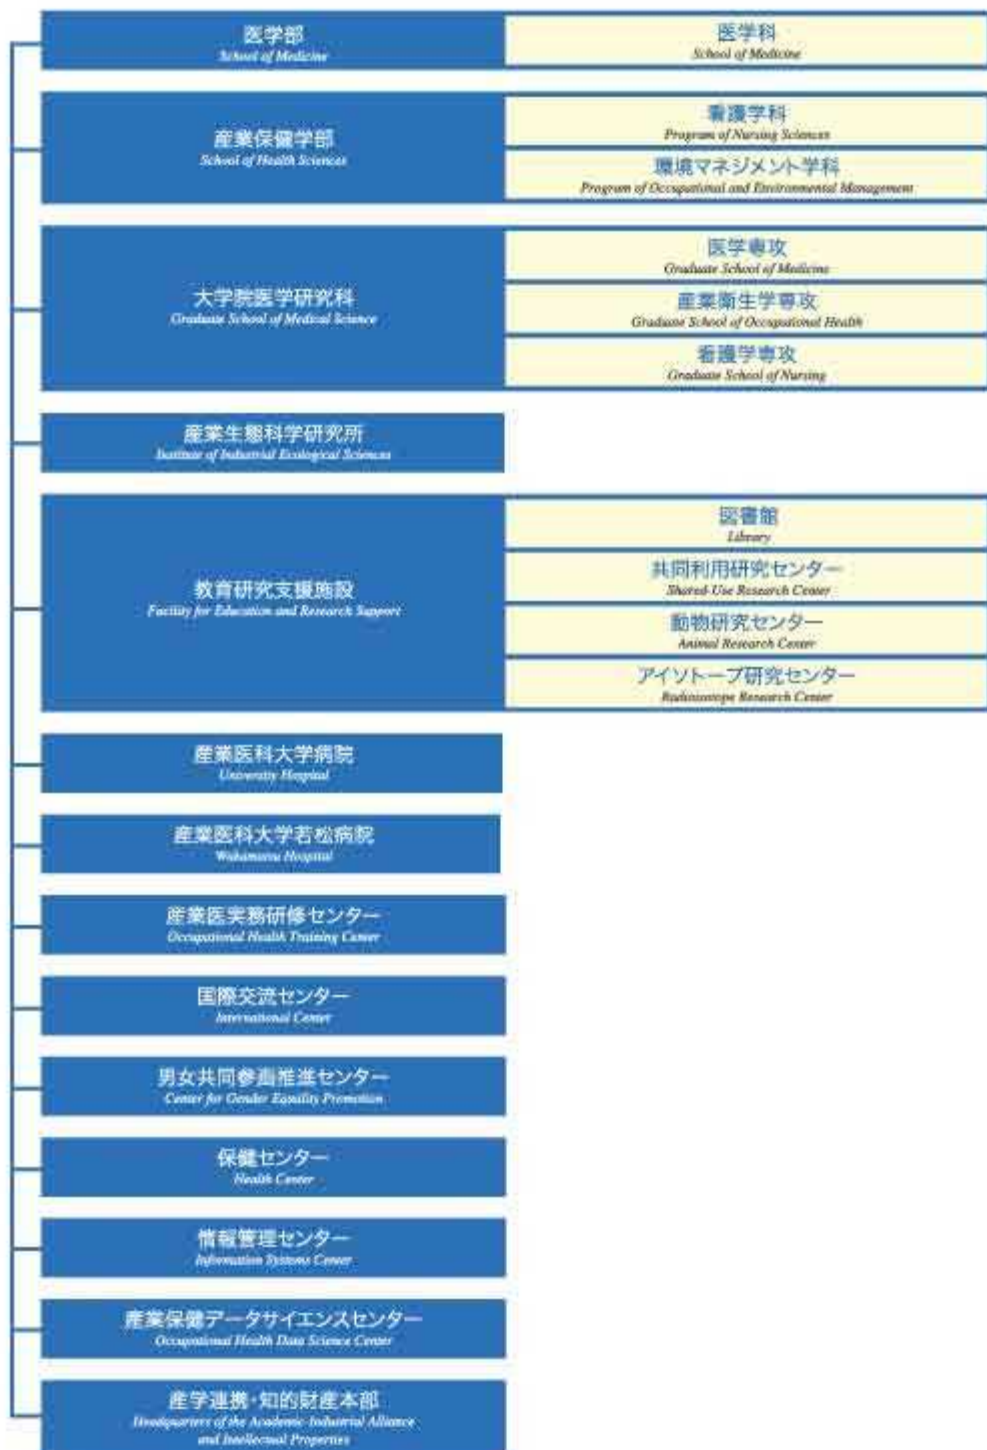 医学部
School of Medicine
医学科
School of Medicine
産業保健学部
School of Health Sciences
看護学科
Program of Nursing Sciences
環境マネジメント学科
Program of Occupational and Environmental Management
大学院医学研究科
Graduate School of Medical Science
医学専攻
Graduate School of Medicine
産業衛生学専攻
Graduate School of Occupational Health
看護学専攻
Graduate School of Nursing
産業生態科学研究所
Institute of Industrial Ecological Sciences
教育研究支援施設
Facility for Education and Research Support
図書館
Library
共同利用研究センター
Shared-Use Research Center
動物研究センター
Animal Research Center
アイソトープ研究センター
Radioisotope Research Center
産業医科大学病院
University Hospital
産業医科大学若松病院
Wakamatsu Hospital
産業医実務研修センター
Occupational Health Training Center
国際交流センター
International Center
男女共同参画推進センター
Center for Gender Equality Promotion
保健センター
Health Center
情報管理センター
Information Systems Center
産業保健データサイエンスセンター
Occupational Health Data Science Center
産学連携・知的財産本部
Headquarters of the Academic-Industrial Alliance
and Intellectual Properties